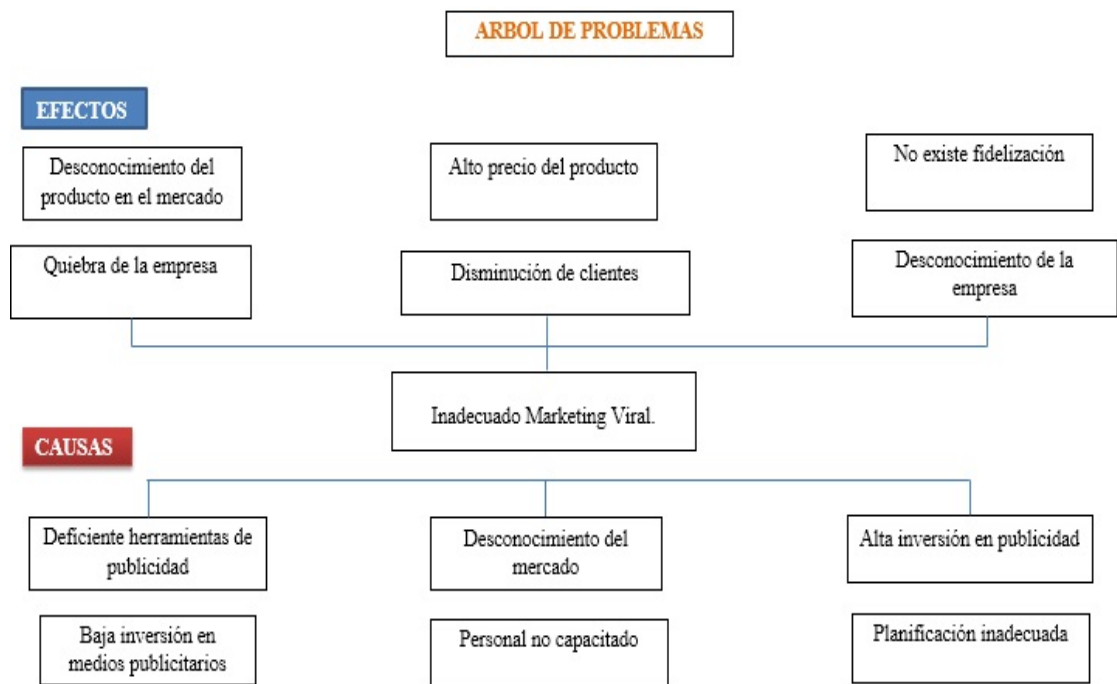 ARBOL DE PROBLEMAS
EFECTOS
Desconocimiento del
producto en el mercado
Alto precio del producto
No existe fidelización
Quiebra de la empresa
Disminución de clientes
Desconocimiento de la
empresa
Inadecuado Marketing Viral.
CAUSAS
Deficiente herramientas de
publicidad
Desconocimiento del
mercado
Alta inversión en publicidad
Baja inversión en
medios publicitarios
Personal no capacitado
Planificación inadecuada